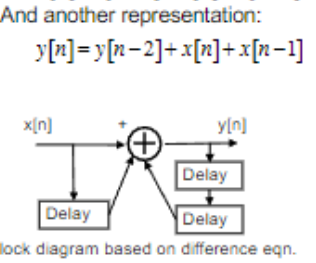 And another representation:
y[n]=y[n−2]+x[n]+x[n−1]
x[n]
+
y[n]
+
Delay
Delay
Delay
lock diagram based on difference eqn.